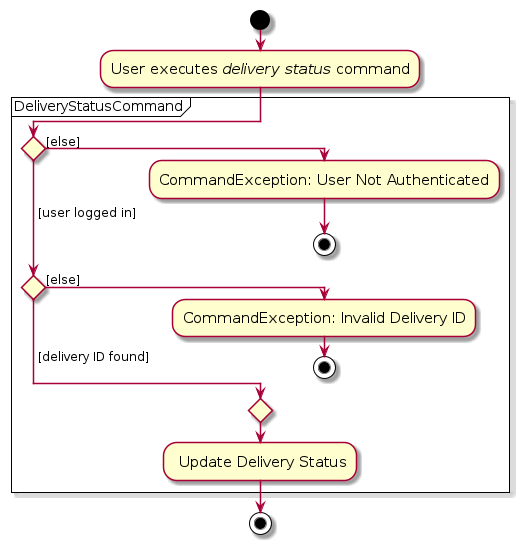 User executes delivery status command
DeliveryStatusCommand
[else]
CommandException: User Not Authenticated
[user logged in]
[else]
CommandException: Invalid Delivery ID
[delivery ID found]
Update Delivery Status